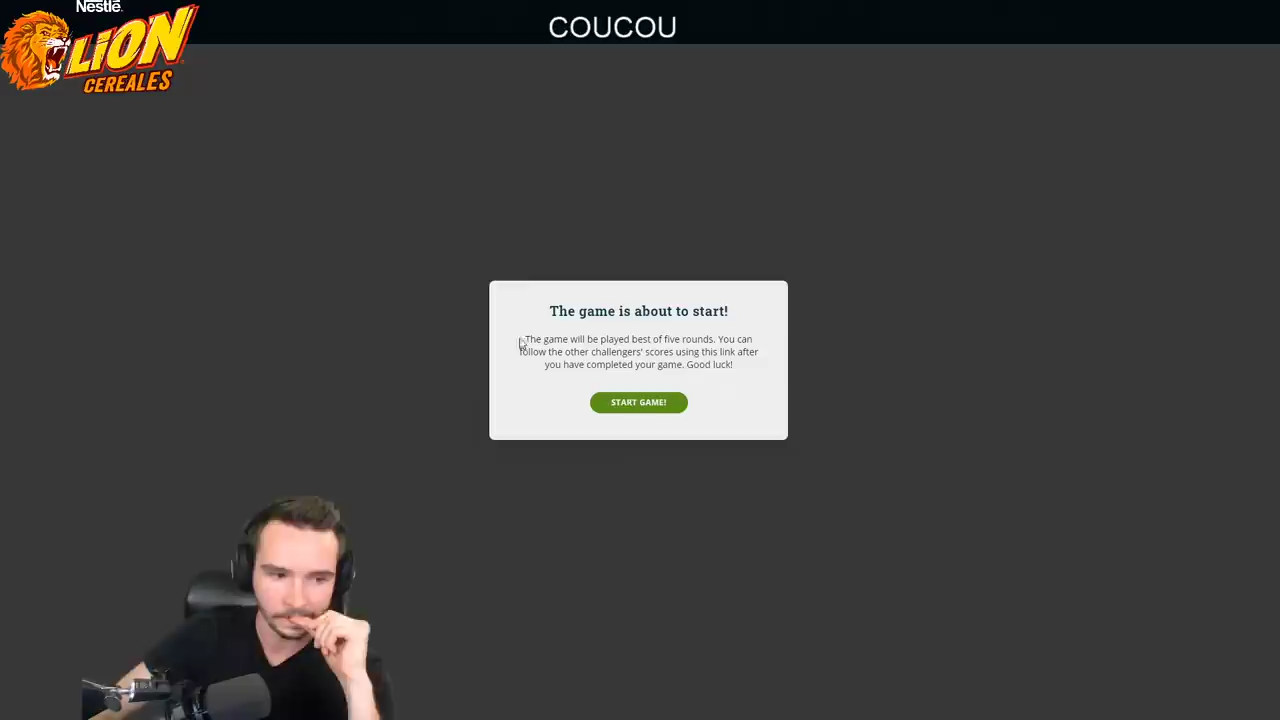 Nestlé
LION
CEREALES
COUCOU
The game is about to start!
The game will be played best of five rounds. You can
follow the other challengers' scores using this link after
you have completed your game. Good luck!
START GAME!